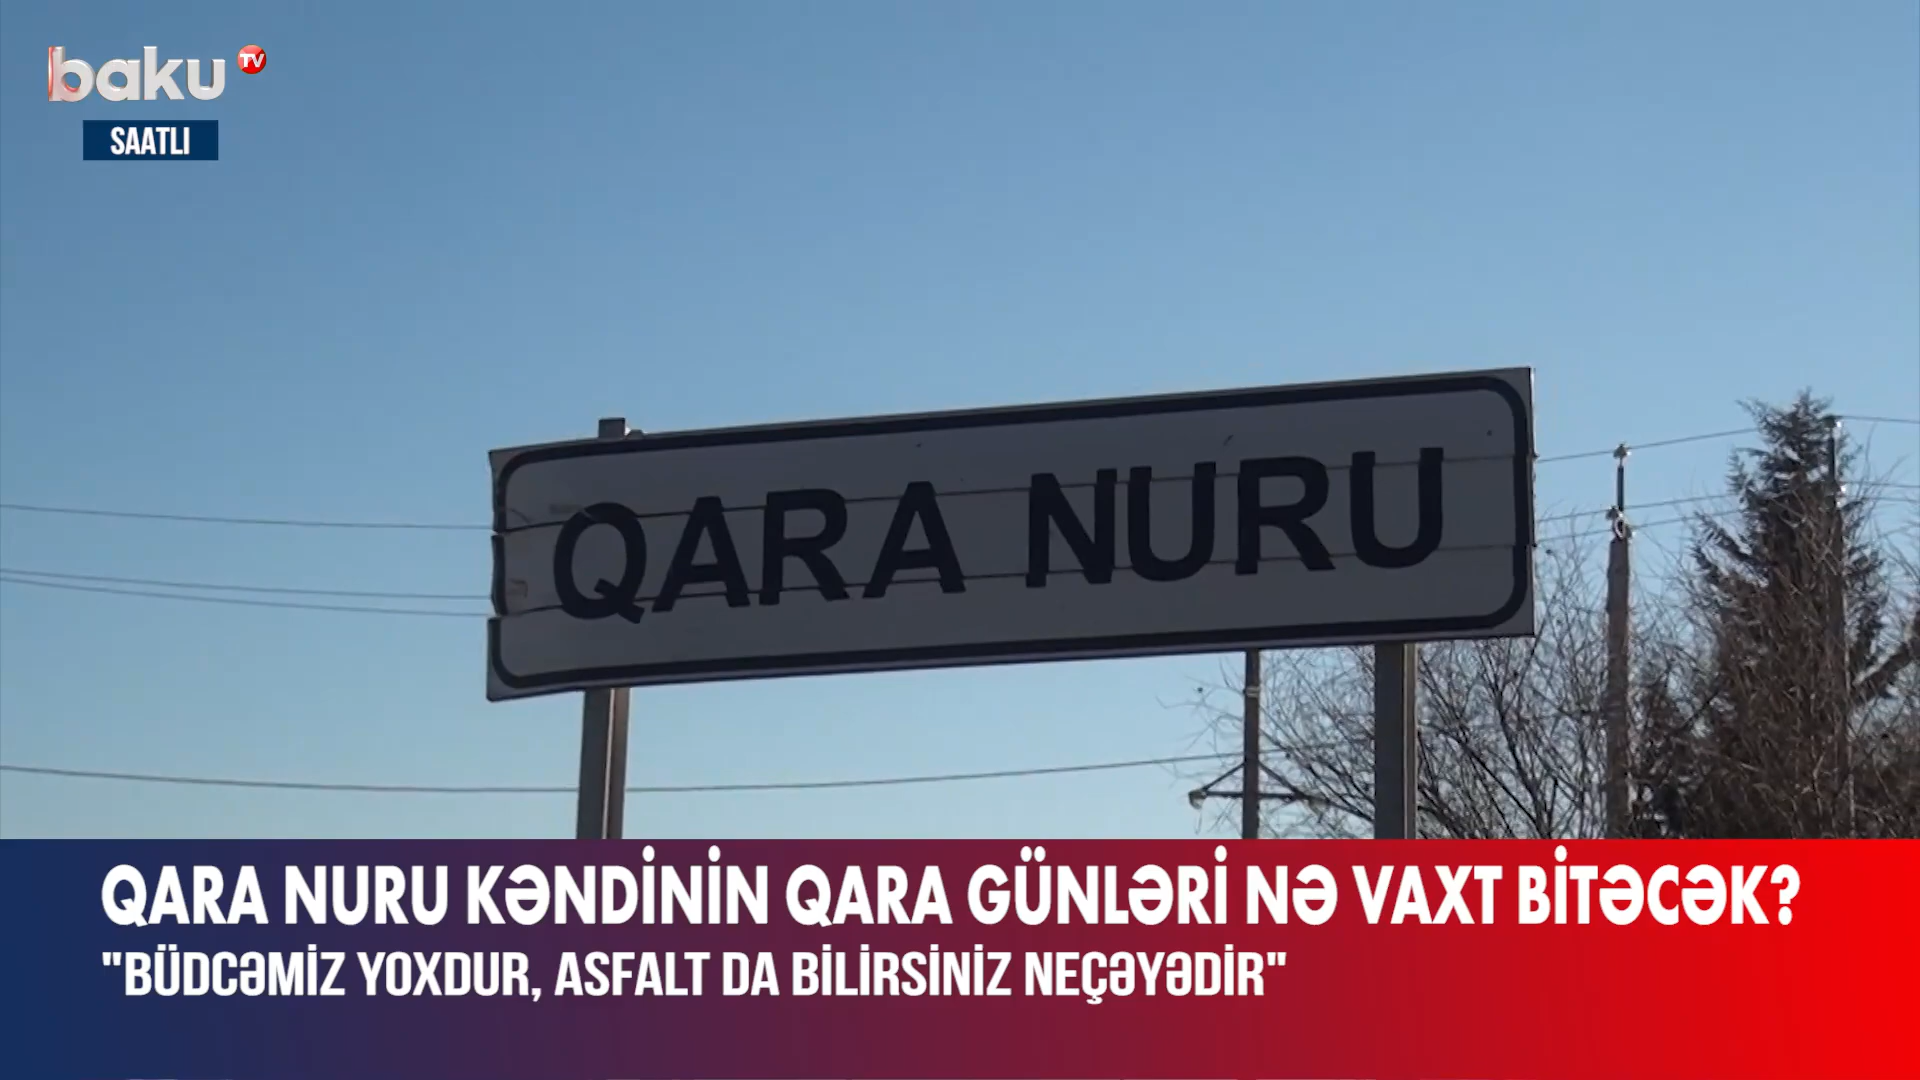 baku TV
SAATLI
QARA NURU
QARA NURU KƏNDİNİN QARA GÜNLƏRİ NƏ VAXT BİTƏCƏK?
"BÜDCƏMİZ YOXDUR, ASFALT DA BİLİRSİNİZ NEÇƏYƏDİR"